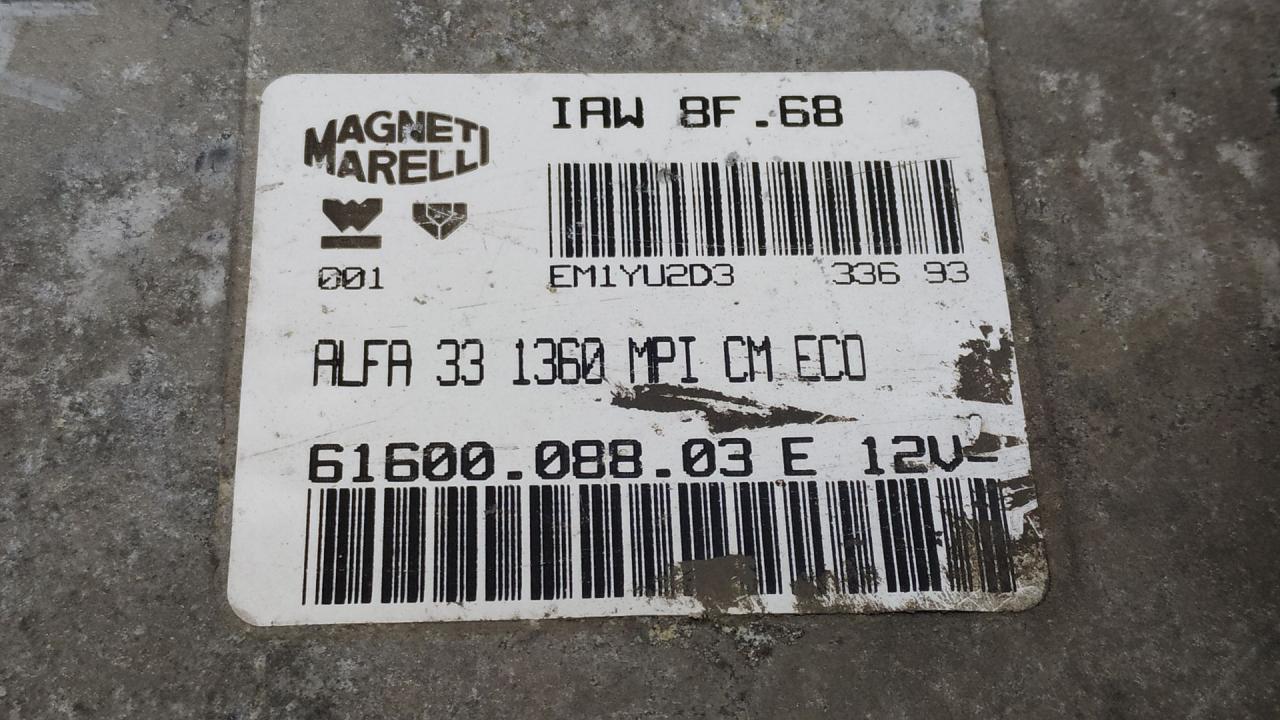 MAGNETI
MARELLI
IAW 8F.68
001
EM1YU2D3 336 93
ALFA 33 1360 MPI CM ECO
61600.088.03 E 12V-